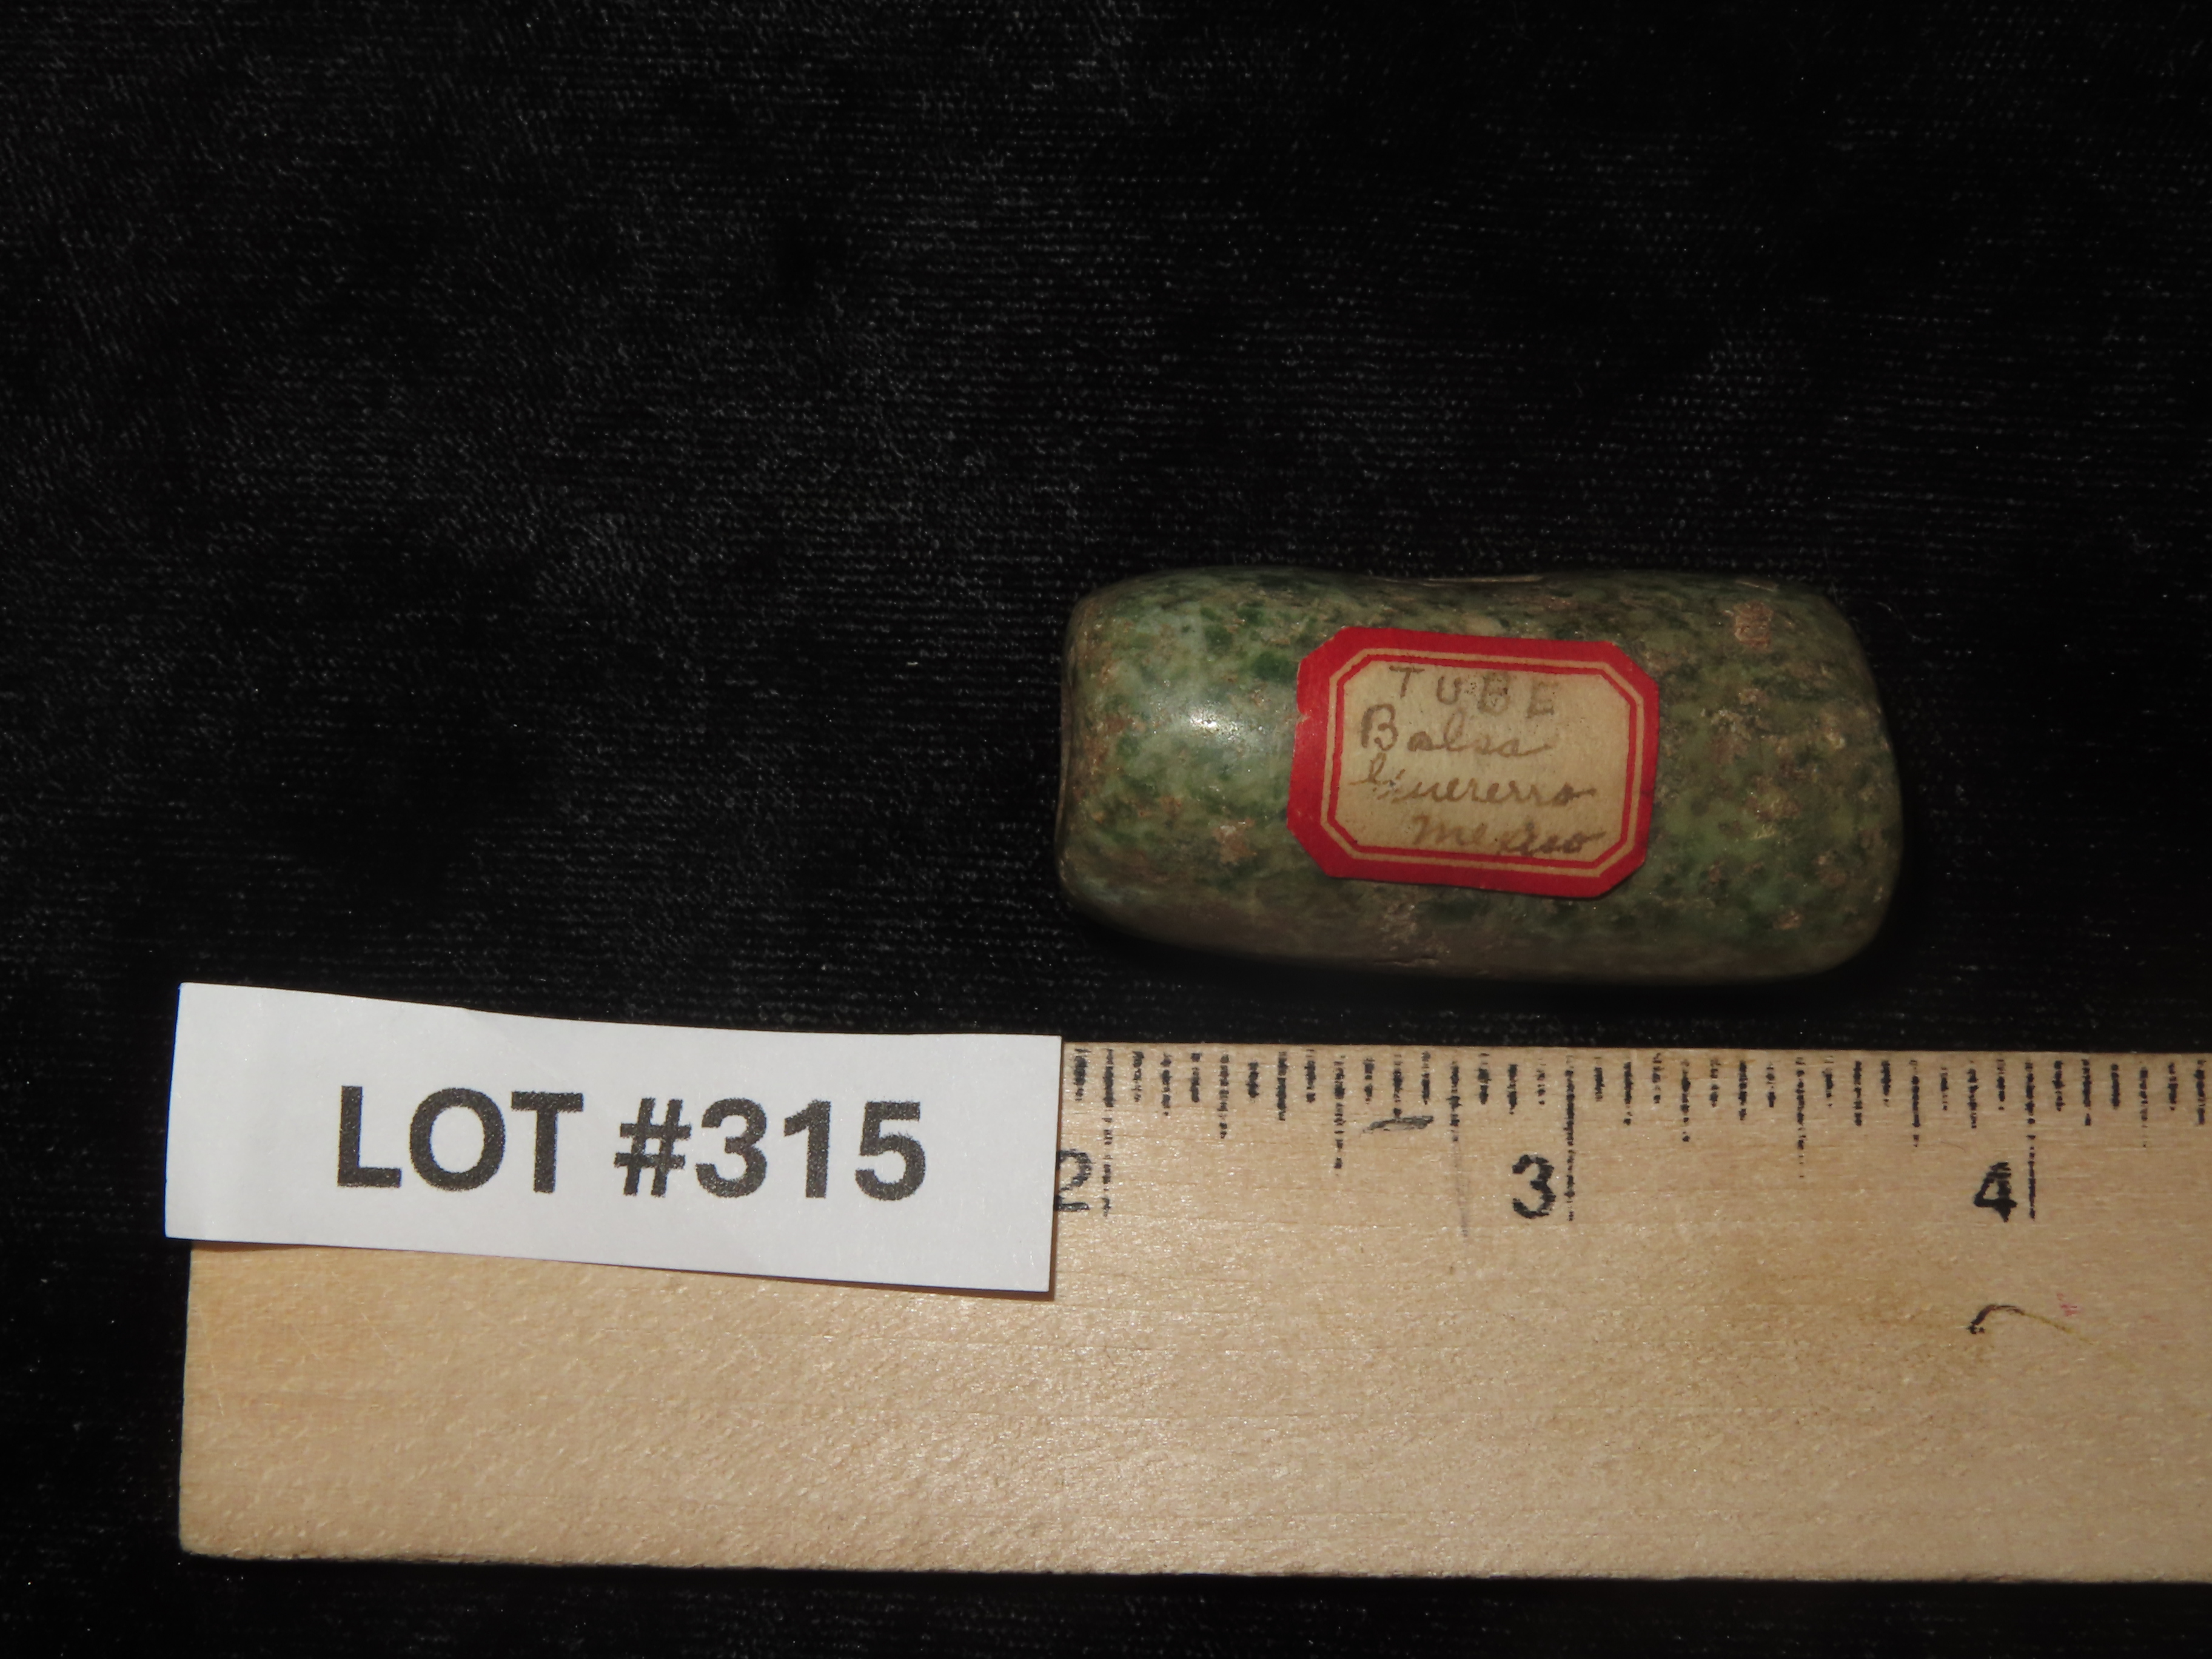 TUBE
Balsa
Guererro
Mexico
LOT #315
2 3 4